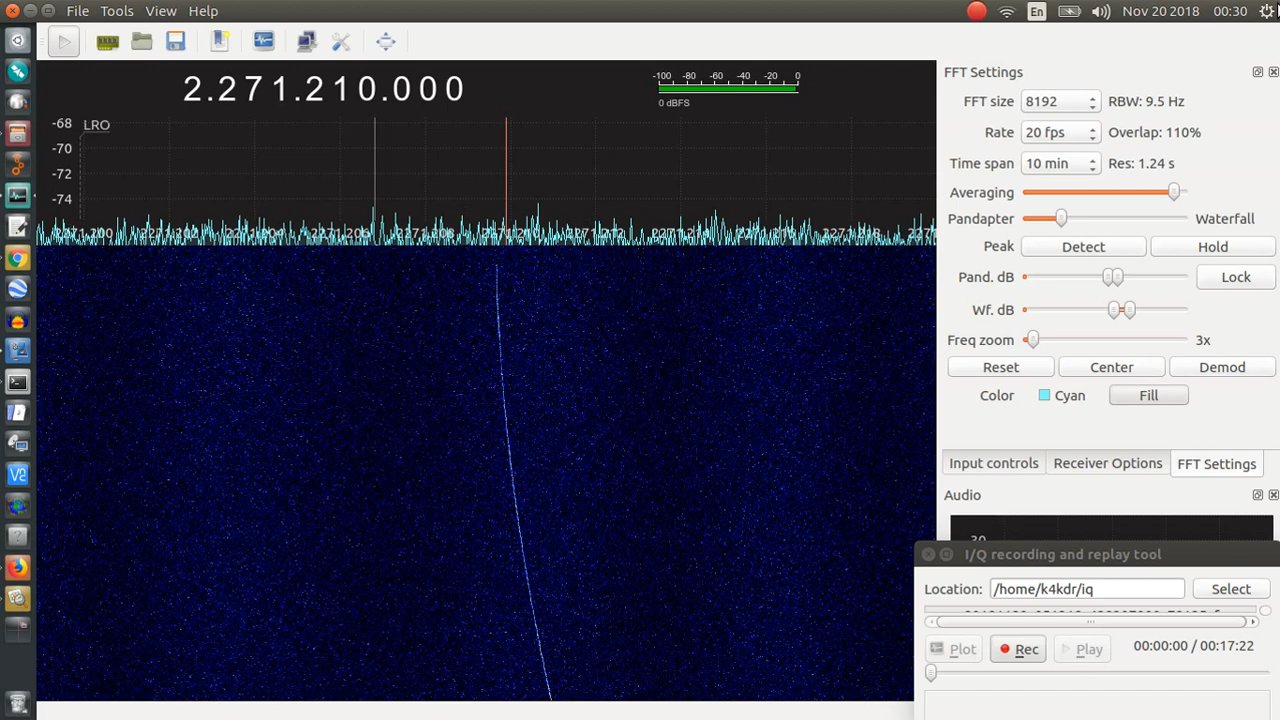 File Tools View Help
En
Nov 20 2018 00:30
2.271.210.000
-100 -80 -60 -40 -20 0
0 dBFS
-68
LRO
-70
-72
-74
FFT Settings
FFT size 8192 RBW: 9.5 Hz
Rate 20 fps Overlap: 110%
Time span 10 min Res: 1.24 s
Averaging
Pandapter Waterfall
Peak Detect Hold
Pand. dB Lock
Wf. dB
Freq zoom 3x
Reset Center Demod
Color Cyan Fill
Input controls Receiver Options FFT Settings
Audio
30
I/Q recording and replay tool
Location: /home/k4kdr/iq Select
Plot Rec Play 00:00:00 / 00:17:22